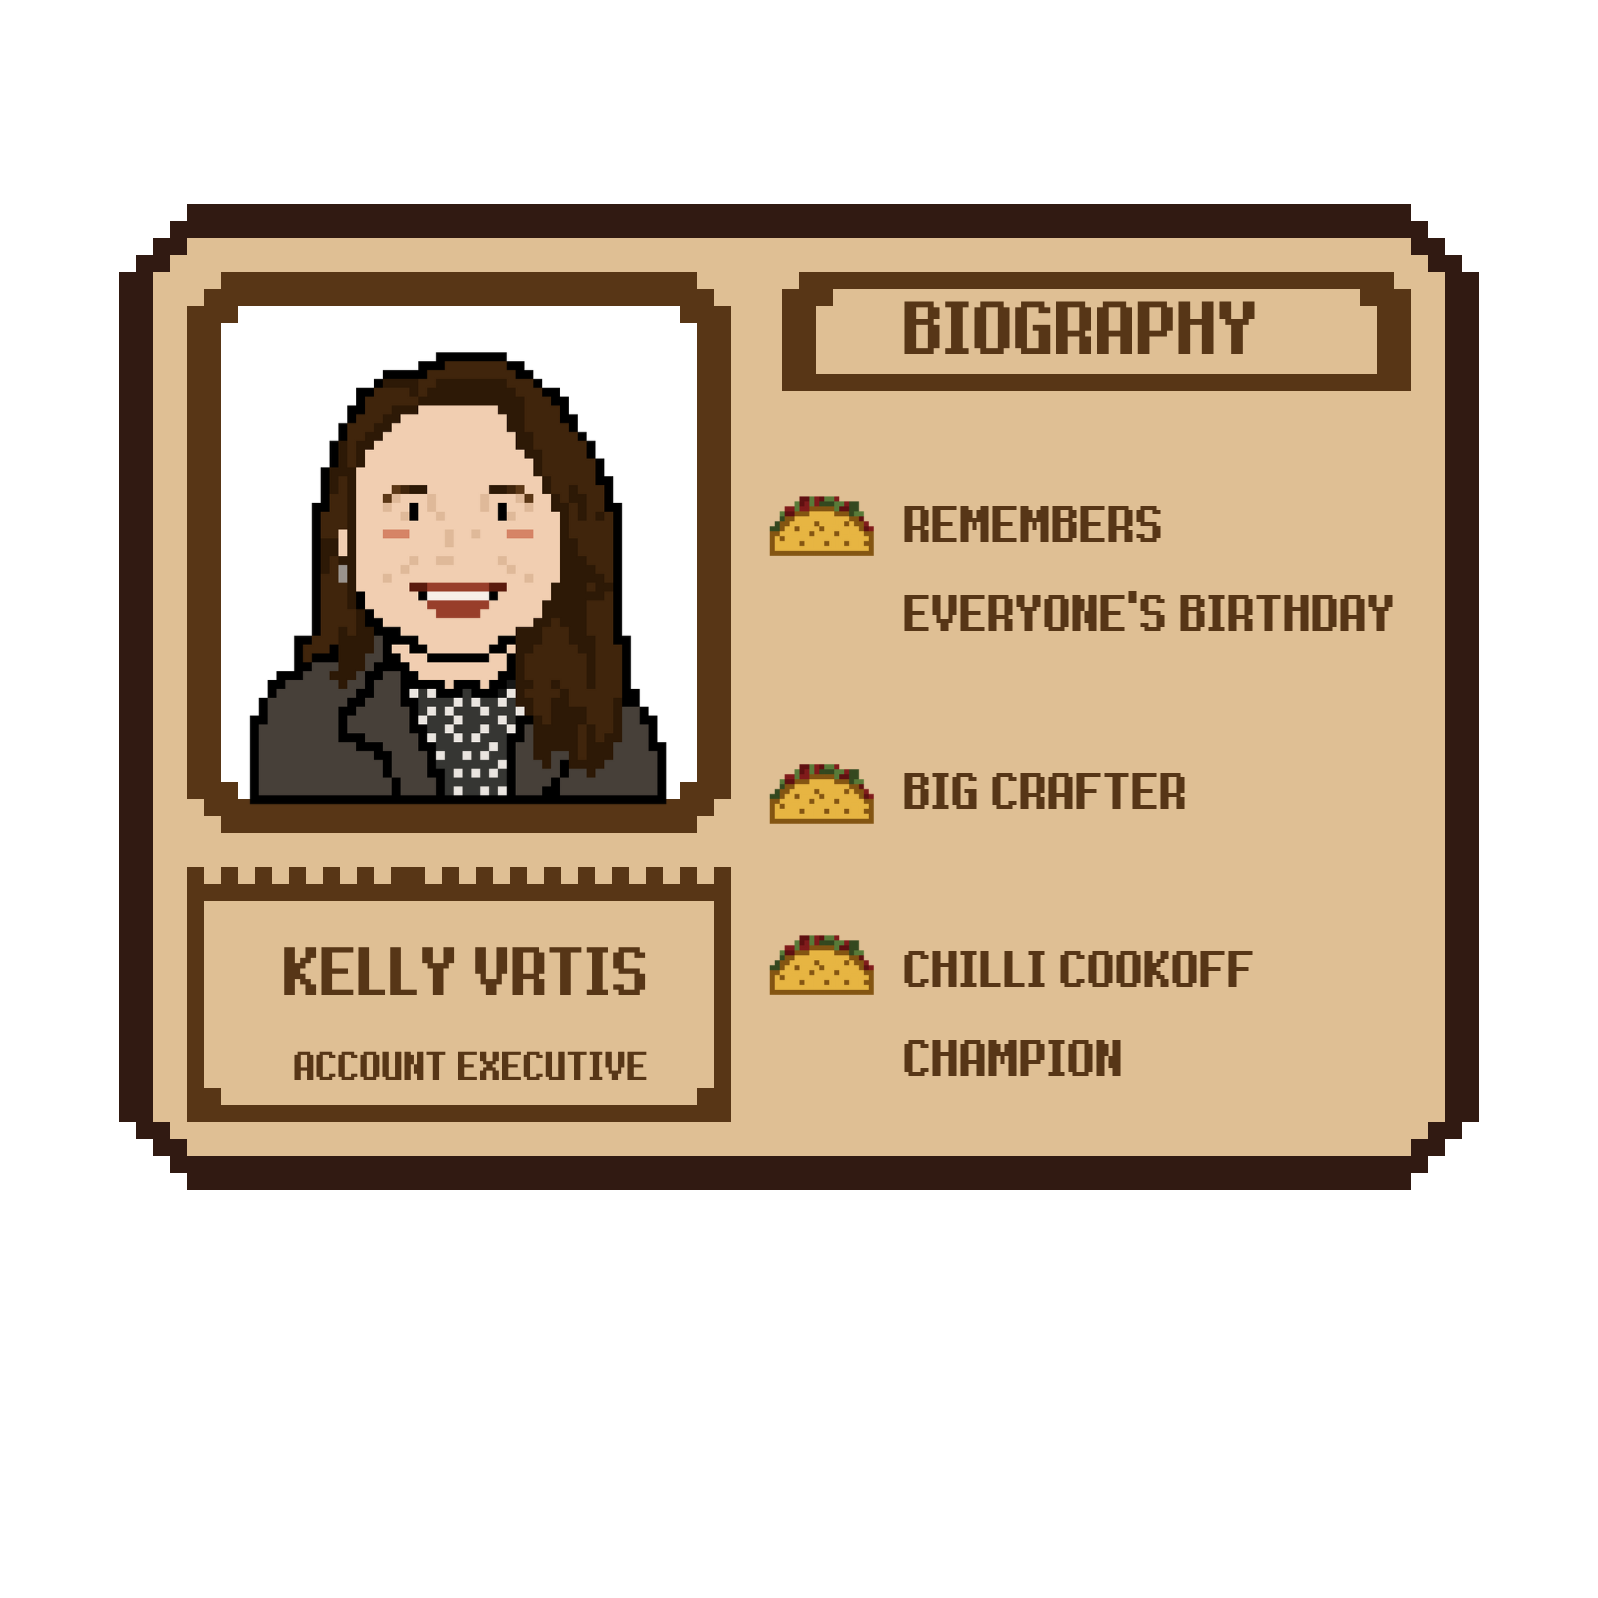 BIOGRAPHY
REMEMBERS
EVERYONE'S BIRTHDAY
BIG CRAFTER
CHILLI COOKOFF
CHAMPION
KELLY VRTIS
ACCOUNT EXECUTIVE